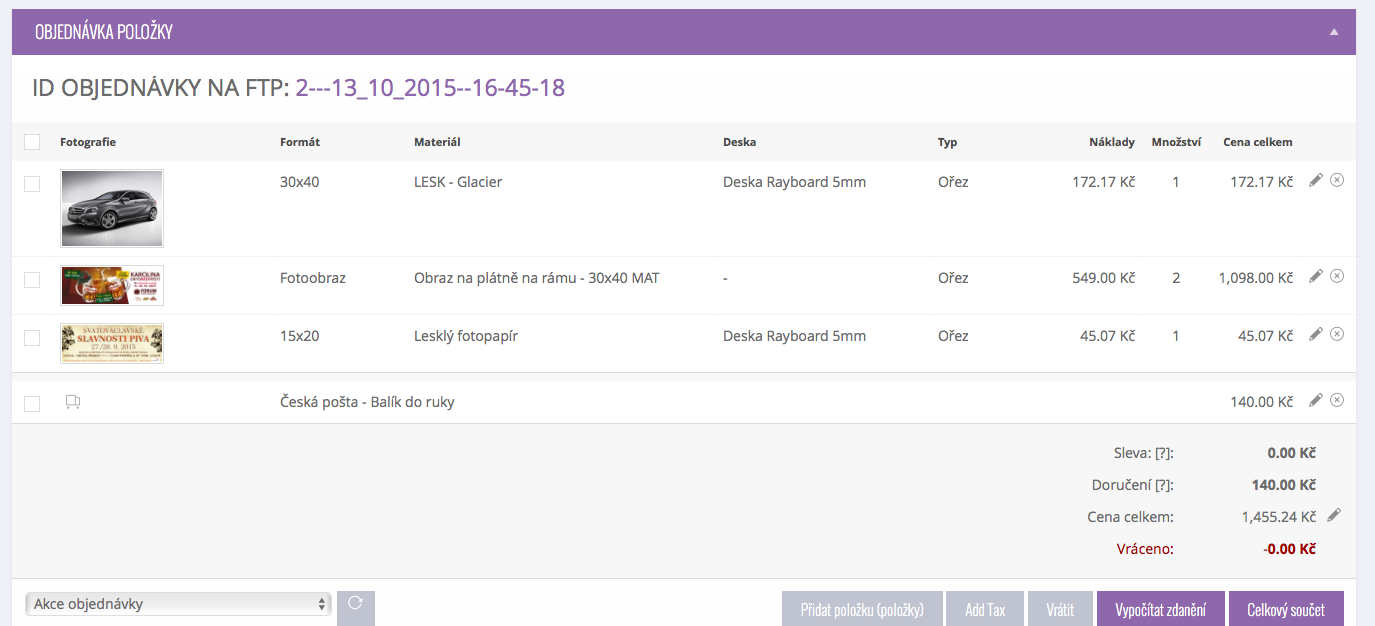 OBJEDNÁVKA POLOŽKY
ID OBJEDNÁVKY NA FTP: 2---13_10_2015--16-45-18
Fotografie Formát Materiál Deska Typ Náklady Množství Cena celkem
30x40 LESK - Glacier Deska Rayboard 5mm Ořez 172.17 Kč 1 172.17 Kč
KAROLINA
FORUM
Fotoobraz Obraz na plátně na rámu - 30x40 MAT - Ořez 549.00 Kč 2 1,098.00 Kč
SVATOVÁCLAVSKÉ
SLAVNOSTI PIVA
27./28. 9. 2015
15x20 Lesklý fotopapír Deska Rayboard 5mm Ořez 45.07 Kč 1 45.07 Kč
Česká pošta - Balík do ruky 140.00 Kč
Sleva: [?]: 0.00 Kč
Doručení [?]: 140.00 Kč
Cena celkem: 1,455.24 Kč
Vráceno: -0.00 Kč
Akce objednávky Přidat položku (položky) Add Tax Vrátit Vypočítat zdanění Celkový součet